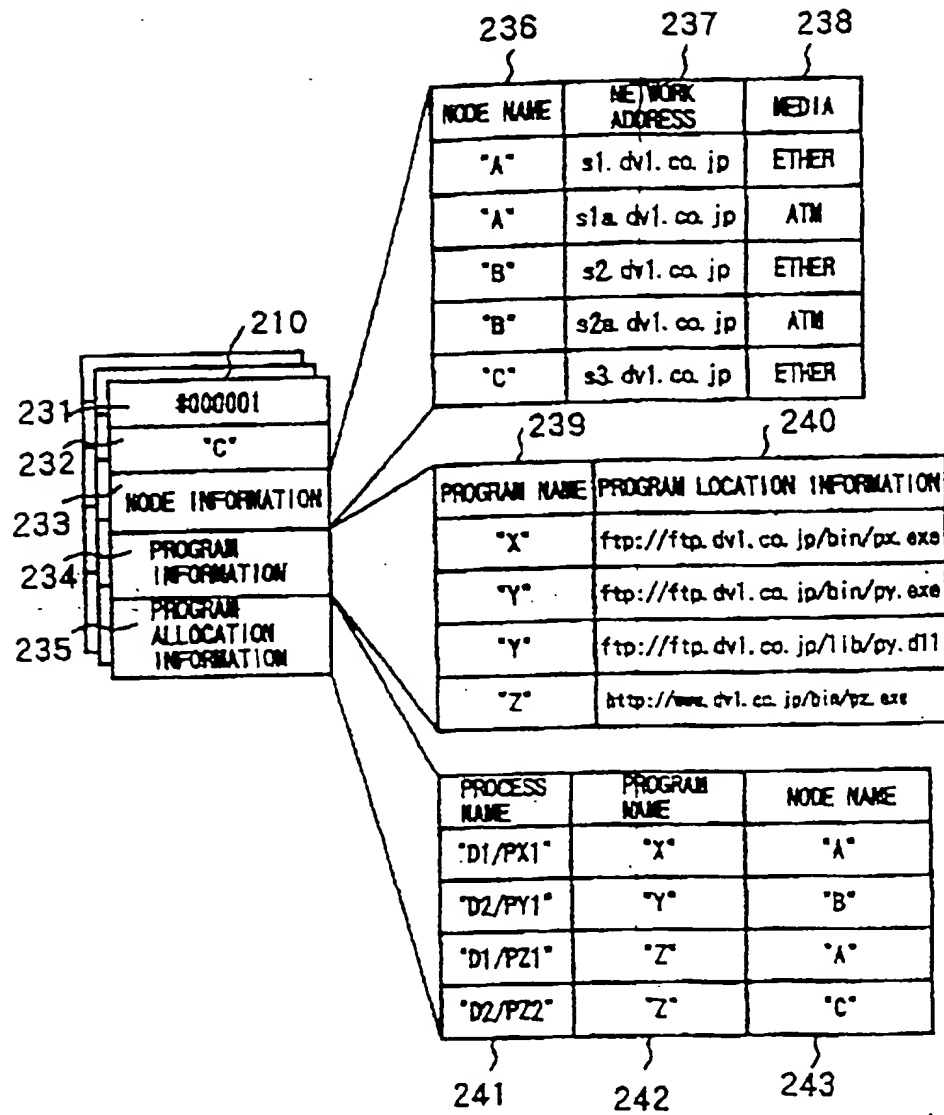 236 237 238
NODE NAME NETWORK ADDRESS MEDIA
"A" s1.dv1.co.jp ETHER
"A" s1a.dv1.co.jp ATM
"B" s2.dv1.co.jp ETHER
"B" s2a.dv1.co.jp ATM
"C" s3.dv1.co.jp ETHER
210
231 #000001
232 "C"
233 NODE INFORMATION
234 PROGRAM INFORMATION
235 PROGRAM ALLOCATION INFORMATION
239 240
PROGRAM NAME PROGRAM LOCATION INFORMATION
"X" ftp://ftp.dv1.co.jp/bin/px.exe
"Y" ftp://ftp.dv1.co.jp/bin/py.exe
"Y" ftp://ftp.dv1.co.jp/lib/py.dll
"Z" http://www.dv1.co.jp/bin/pz.exe
PROCESS NAME PROGRAM NAME NODE NAME
"D1/PX1" "X" "A"
"D2/PY1" "Y" "B"
"D1/PZ1" "Z" "A"
"D2/PZ2" "Z" "C"
241 242 243